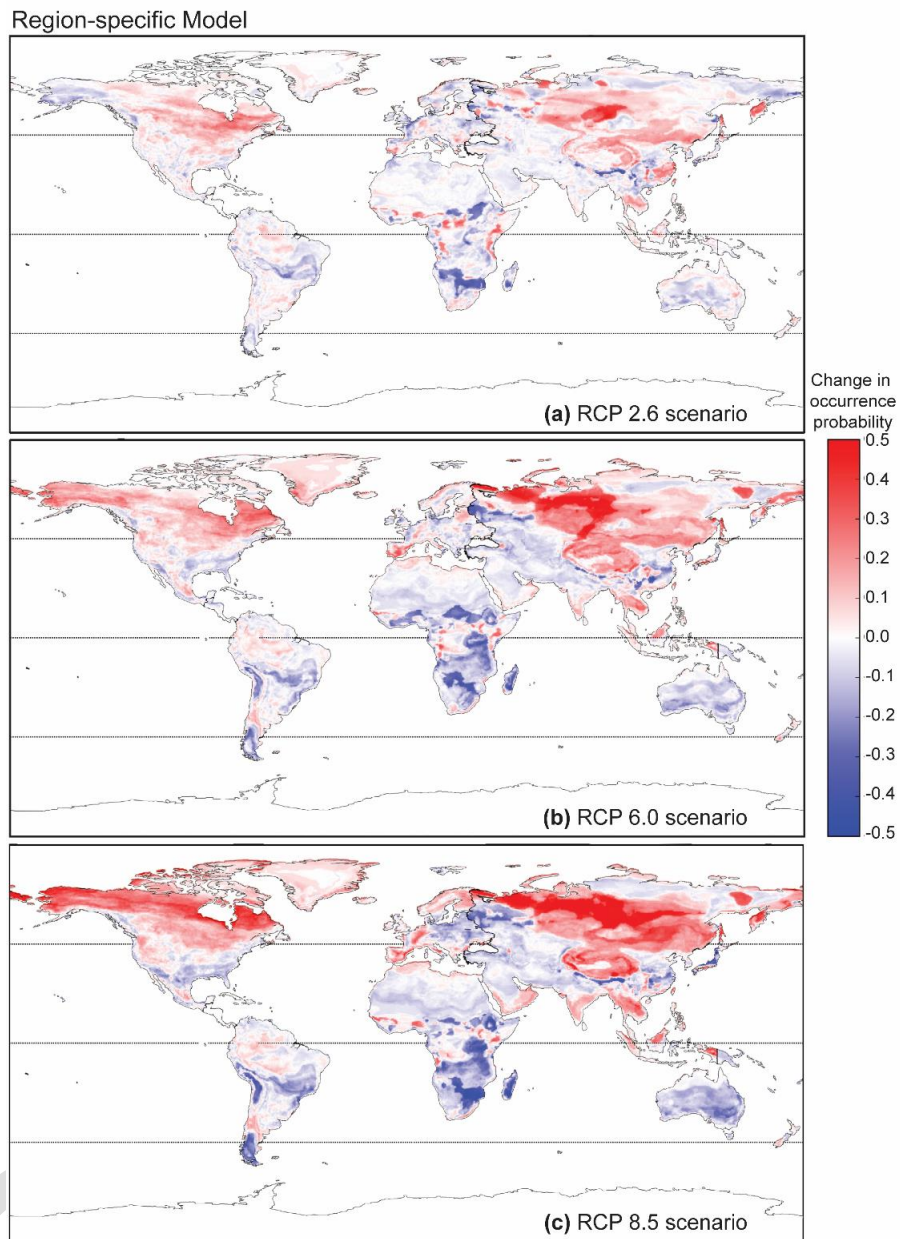 Region-specific Model
(a) RCP 2.6 scenario
Change in
occurrence
probability
0.5
0.4
0.3
0.2
0.1
0.0
-0.1
-0.2
-0.3
-0.4
-0.5
(b) RCP 6.0 scenario
(c) RCP 8.5 scenario